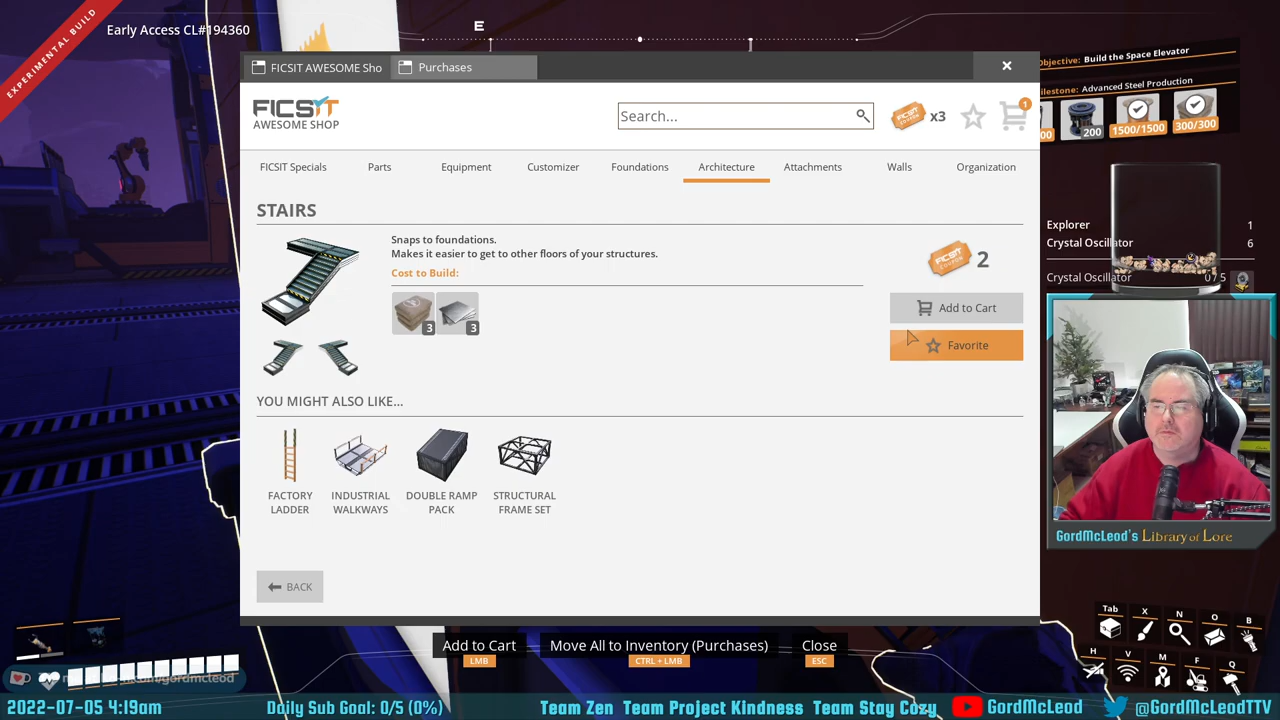 EXPERIMENTAL BUILD
Early Access CL#194360
E
FICSIT AWESOME Sho
Purchases
FICSIT
AWESOME SHOP
Search...
x3
1
FICSIT Specials
Parts
Equipment
Customizer
Foundations
Architecture
Attachments
Walls
Organization
STAIRS
Snaps to foundations.
Makes it easier to get to other floors of your structures.
Cost to Build:
3
3
FICSIT COUPON
2
Add to Cart
Favorite
YOU MIGHT ALSO LIKE...
FACTORY
LADDER
INDUSTRIAL
WALKWAYS
DOUBLE RAMP
PACK
STRUCTURAL
FRAME SET
BACK
Add to Cart
LMB
Move All to Inventory (Purchases)
CTRL + LMB
Close
ESC
Objective: Build the Space Elevator
Milestone: Advanced Steel Production
200
1500/1500
300/300
Explorer 1
Crystal Oscillator 6
Crystal Oscillator 0/5
GordMcLeod's Library of Lore
Tab
X
N
O
B
H
V
M
F
Q
/gordmcleod
2022-07-05 4:19am
Daily Sub Goal: 0/5 (0%)
Team Zen Team Project Kindness Team Stay Cozy
GordMcLeod
@GordMcLeodTTV